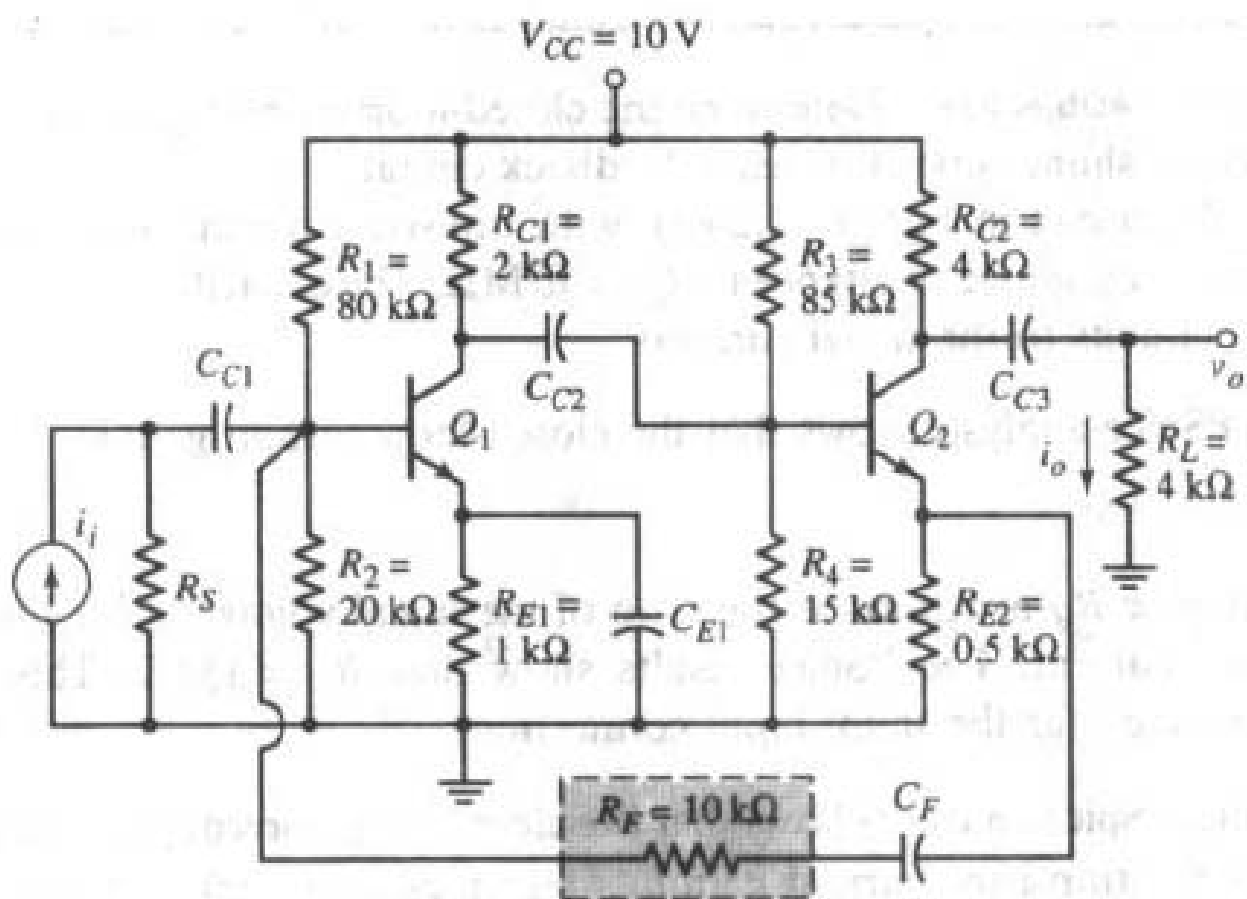 V_CC = 10 V
R_1 =
80 kΩ
R_C1 =
2 kΩ
R_3 =
85 kΩ
R_C2 =
4 kΩ
C_C1
C_C2
C_C3
v_o
Q_1
Q_2
i_o
R_L =
4 kΩ
i_i
R_S
R_2 =
20 kΩ
R_E1 =
1 kΩ
C_E1
R_4 =
15 kΩ
R_E2 =
0.5 kΩ
R_F = 10 kΩ
C_F